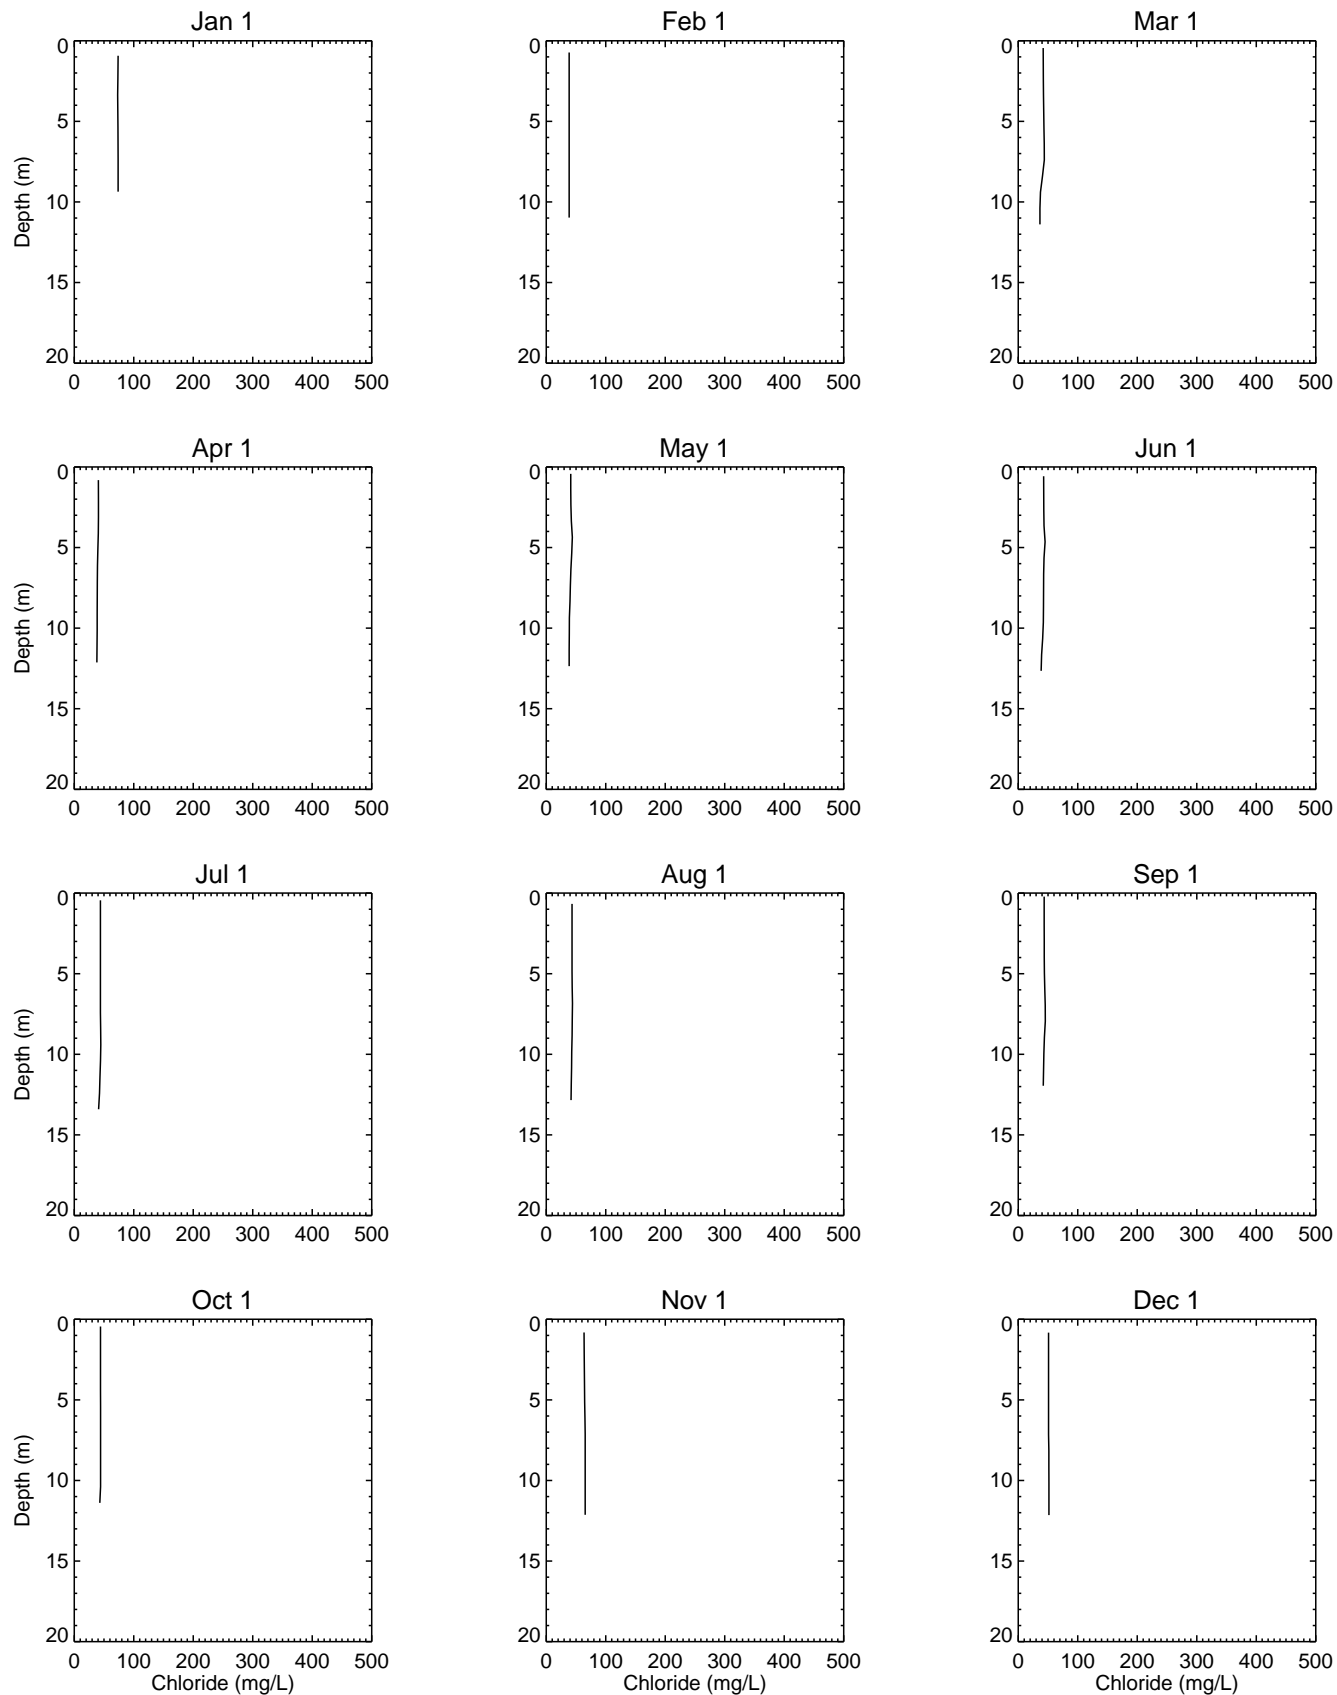 Jan 1 Feb 1 Mar 1
0 0 0
5 5 5
10 10 10
15 15 15
20 20 20
0 100 200 300 400 500 0 100 200 300 400 500 0 100 200 300 400 500
Depth (m)
Apr 1 May 1 Jun 1
0 0 0
5 5 5
10 10 10
15 15 15
20 20 20
0 100 200 300 400 500 0 100 200 300 400 500 0 100 200 300 400 500
Depth (m)
Jul 1 Aug 1 Sep 1
0 0 0
5 5 5
10 10 10
15 15 15
20 20 20
0 100 200 300 400 500 0 100 200 300 400 500 0 100 200 300 400 500
Depth (m)
Oct 1 Nov 1 Dec 1
0 0 0
5 5 5
10 10 10
15 15 15
20 20 20
0 100 200 300 400 500 0 100 200 300 400 500 0 100 200 300 400 500
Depth (m)
Chloride (mg/L) Chloride (mg/L) Chloride (mg/L)